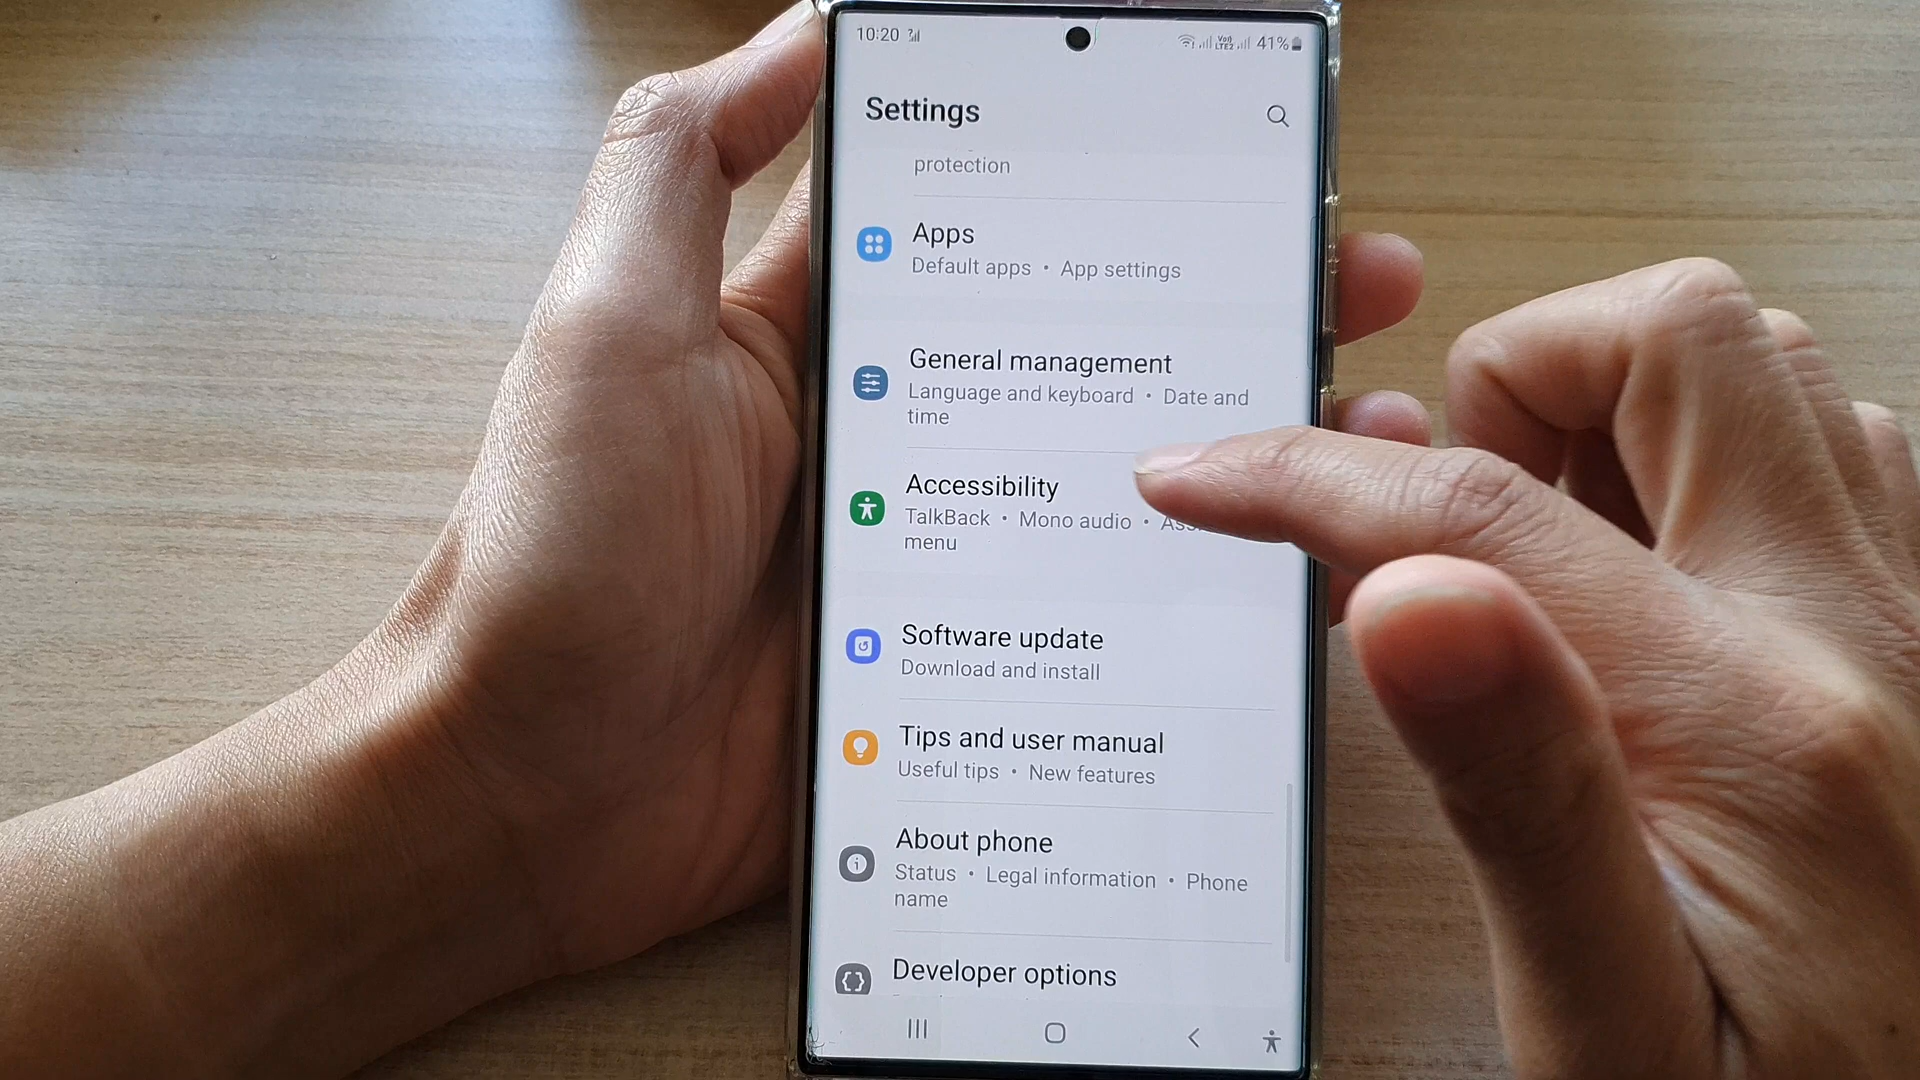 10:20
Vo))
LTE2
41%
Settings
protection
Apps
Default apps • App settings
General management
Language and keyboard • Date and
time
Accessibility
TalkBack • Mono audio •
menu
Software update
Download and install
Tips and user manual
Useful tips • New features
About phone
Status • Legal information • Phone
name
Developer options